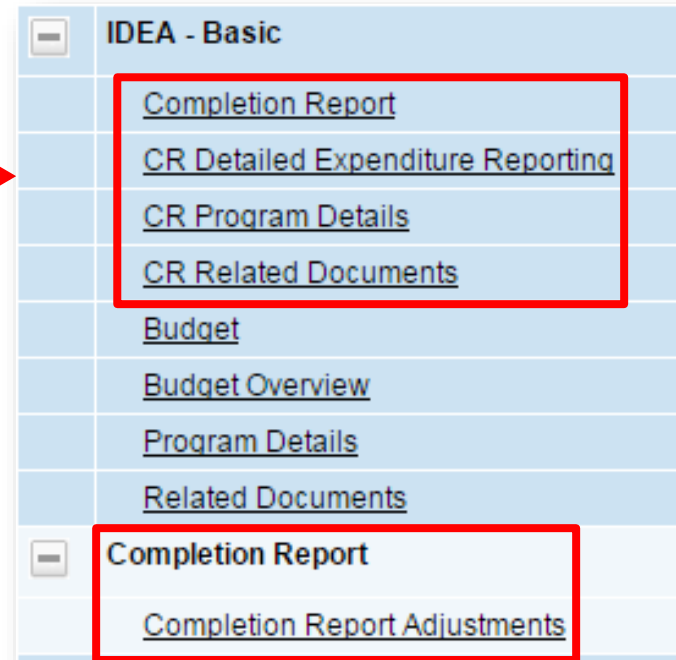 IDEA - Basic
Completion Report
CR Detailed Expenditure Reporting
CR Program Details
CR Related Documents
Budget
Budget Overview
Program Details
Related Documents
Completion Report
Completion Report Adjustments